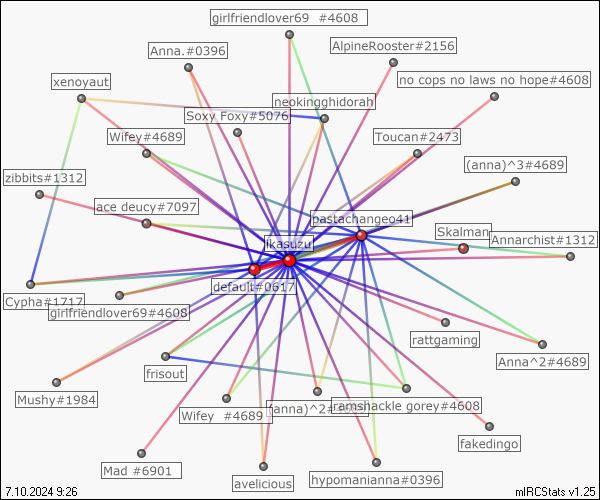 girlfriendlover69 #4608
Anna.#0396
AlpineRooster#2156
xenoyaut
no cops no laws no hope#4608
neokingghidorah
Soxy Foxy#5076
Wifey#4689
Toucan#2473
(anna)^3#4689
zibbits#1312
ace deucy#7097
pastachangeo41
Skalman
ikasuzu
Annarchist#1312
default#0617
Cypha#1717
girlfriendlover69#4608
rattgaming
Anna^2#4689
frisout
Mushy#1984
Wifey #4689
ramshackle gorey#4608
fakedingo
Mad #6901
avelicious
hypomanianna#0396
7.10.2024 9:26
mIRCStats v1.25